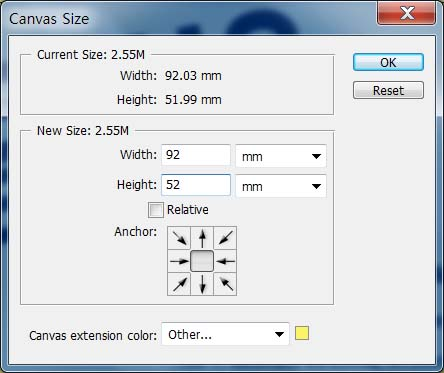 Canvas Size
Current Size: 2.55M
Width: 92.03 mm
Height: 51.99 mm
OK
Reset
New Size: 2.55M
Width: 92 mm
Height: 52 mm
Relative
Anchor:
Canvas extension color: Other...